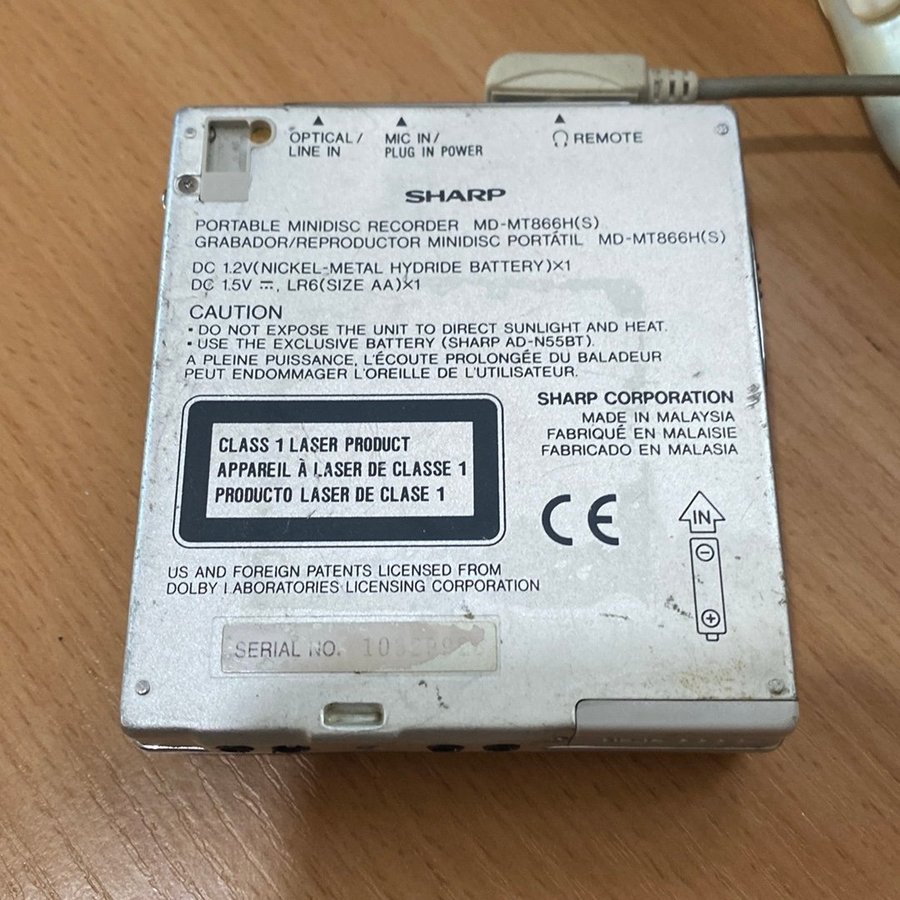 OPTICAL / LINE IN
MIC IN / PLUG IN POWER
REMOTE
SHARP
PORTABLE MINIDISC RECORDER MD-MT866H(S)
GRABADOR/REPRODUCTOR MINIDISC PORTÁTIL MD-MT866H(S)
DC 1.2V(NICKEL-METAL HYDRIDE BATTERY)×1
DC 1.5V ⎓, LR6(SIZE AA)×1
CAUTION
• DO NOT EXPOSE THE UNIT TO DIRECT SUNLIGHT AND HEAT.
• USE THE EXCLUSIVE BATTERY (SHARP AD-N55BT).
A PLEINE PUISSANCE, L'ÉCOUTE PROLONGÉE DU BALADEUR
PEUT ENDOMMAGER L'OREILLE DE L'UTILISATEUR.
SHARP CORPORATION
MADE IN MALAYSIA
FABRIQUÉ EN MALAISIE
FABRICADO EN MALASIA
CLASS 1 LASER PRODUCT
APPAREIL À LASER DE CLASSE 1
PRODUCTO LASER DE CLASE 1
CE
IN
US AND FOREIGN PATENTS LICENSED FROM
DOLBY LABORATORIES LICENSING CORPORATION
SERIAL NO.